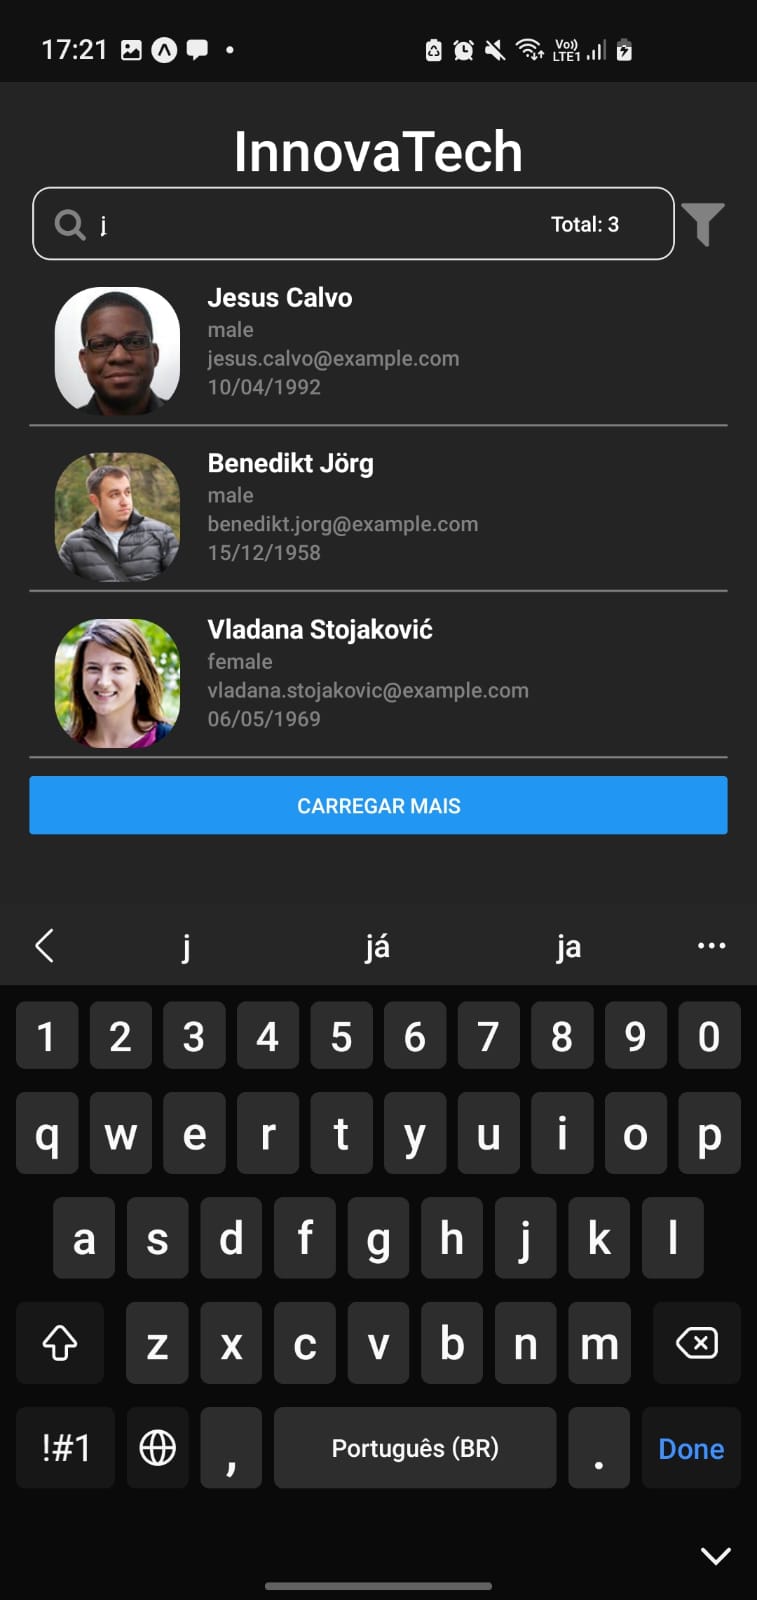 17:21
Vo))
LTE1
InnovaTech
j
Total: 3
Jesus Calvo
male
jesus.calvo@example.com
10/04/1992
Benedikt Jörg
male
benedikt.jorg@example.com
15/12/1958
Vladana Stojaković
female
vladana.stojakovic@example.com
06/05/1969
CARREGAR MAIS
j já ja ...
1 2 3 4 5 6 7 8 9 0
q w e r t y u i o p
a s d f g h j k l
z x c v b n m
!#1 , Português (BR) . Done